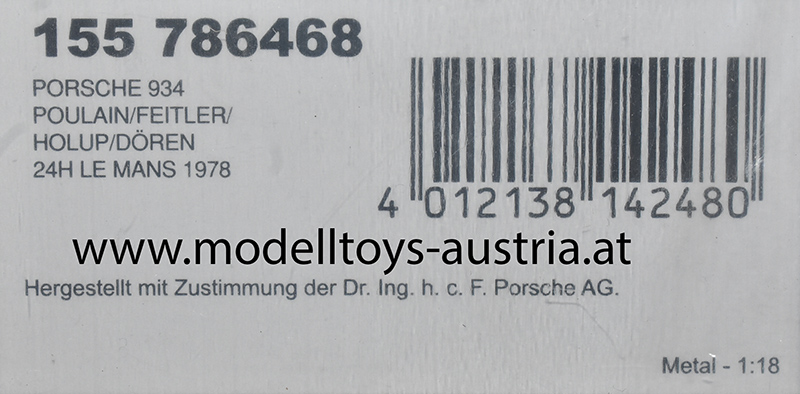 155 786468
PORSCHE 934
POULAIN/FEITLER/
HOLUP/DÖREN
24H LE MANS 1978
4 012138 142480
www.modelltoys-austria.at
Hergestellt mit Zustimmung der Dr. Ing. h. c. F. Porsche AG.
Metal - 1:18